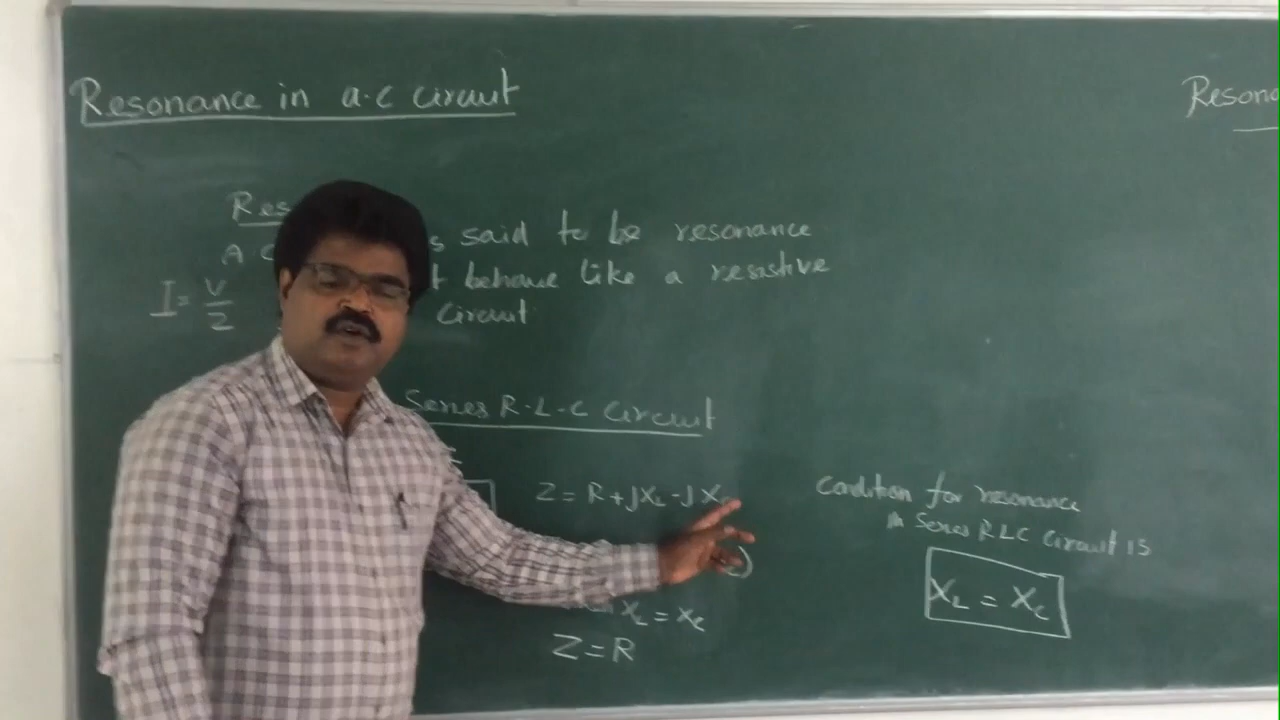 Resonance in a.c circuit
Reson
Res
A C s said to be resonance
t behave like a resistive
I = V/Z
circuit
Series R-L-C circuit
Z = R + jXL - jXC
Condition for resonance
in Series RLC circuit is
XL = XC
)
XL = XC
Z = R